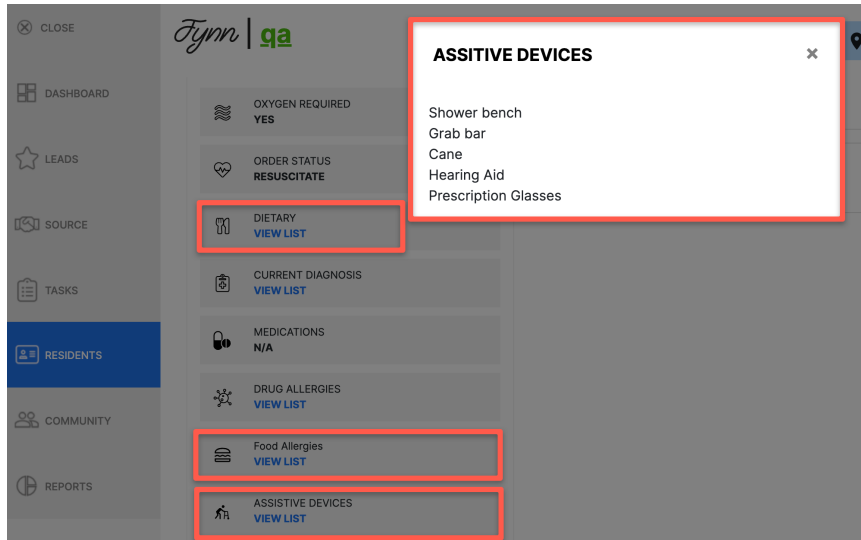 CLOSE
DASHBOARD
LEADS
SOURCE
TASKS
RESIDENTS
COMMUNITY
REPORTS
Fynn | qa
OXYGEN REQUIRED
YES
ORDER STATUS
RESUSCITATE
DIETARY
VIEW LIST
CURRENT DIAGNOSIS
VIEW LIST
MEDICATIONS
N/A
DRUG ALLERGIES
VIEW LIST
Food Allergies
VIEW LIST
ASSISTIVE DEVICES
VIEW LIST
ASSITIVE DEVICES
×
Shower bench
Grab bar
Cane
Hearing Aid
Prescription Glasses